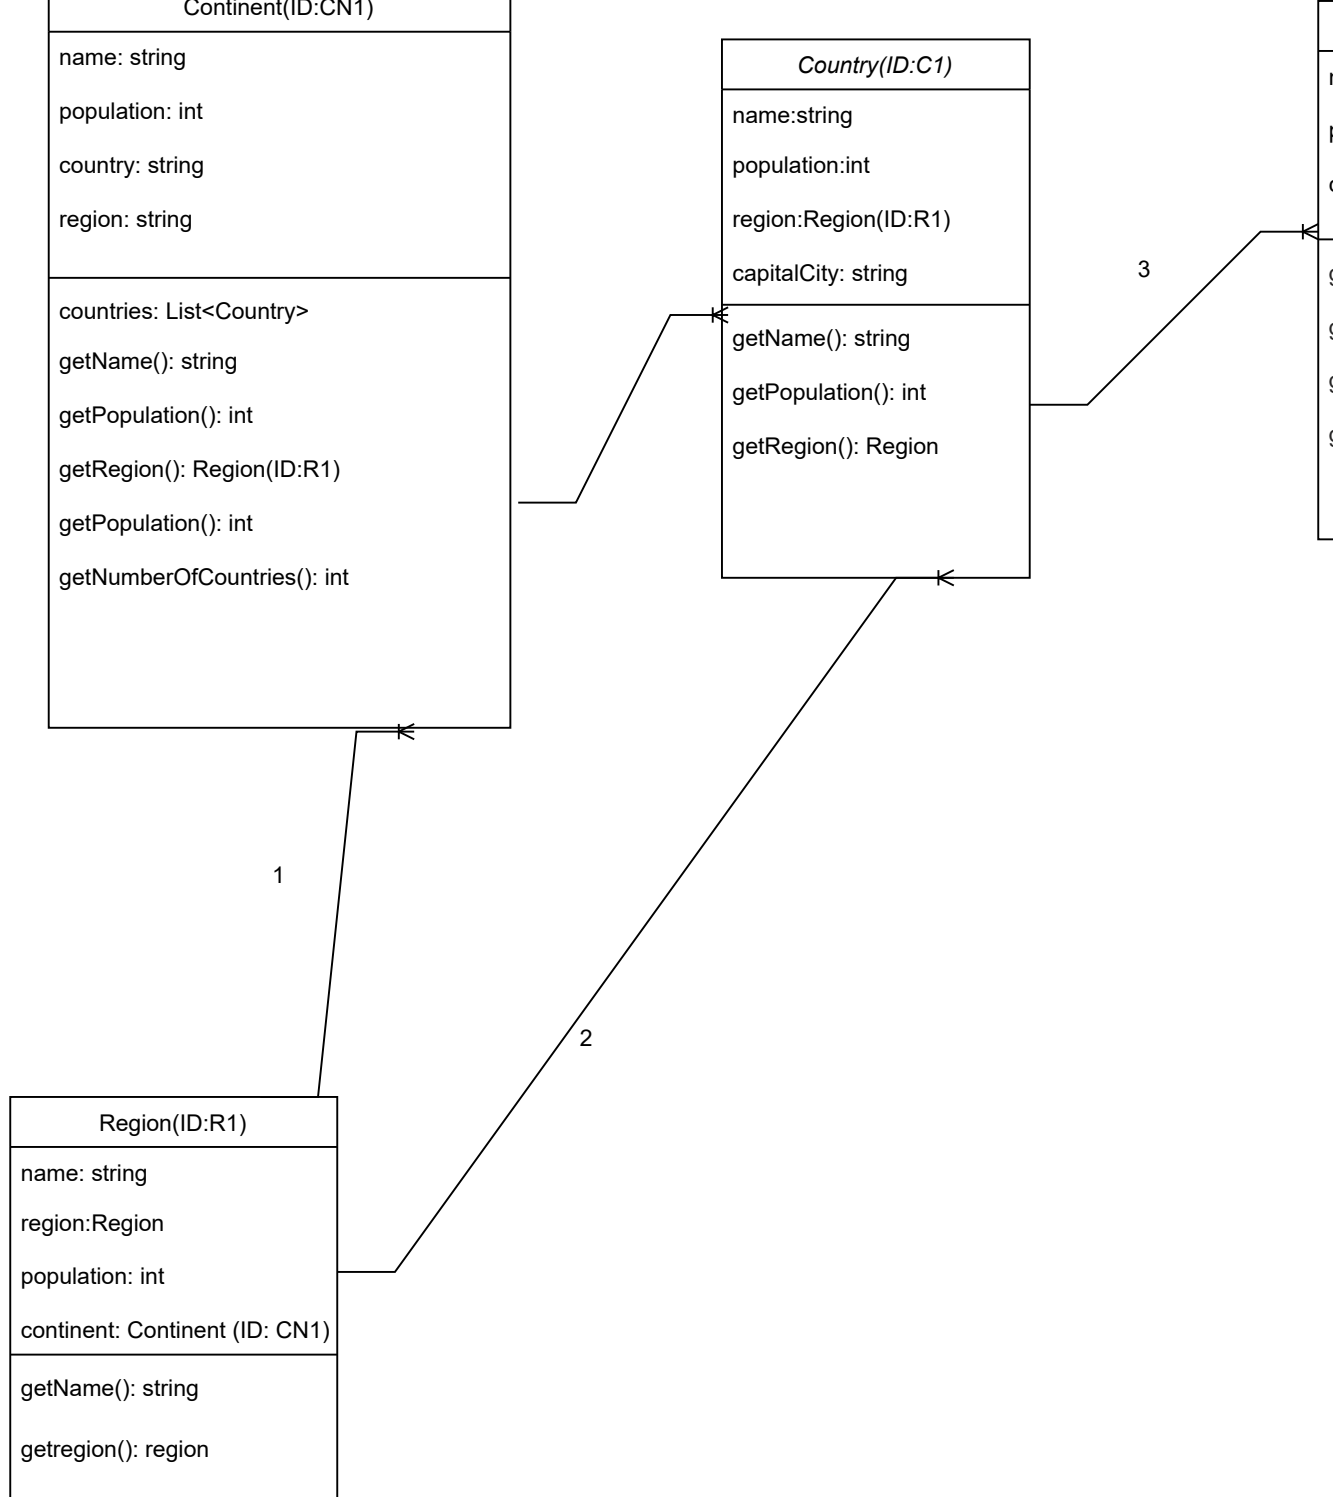 Continent(ID:CN1)
name: string
population: int
country: string
region: string
countries: List<Country>
getName(): string
getPopulation(): int
getRegion(): Region(ID:R1)
getPopulation(): int
getNumberOfCountries(): int
Country(ID:C1)
name:string
population:int
region:Region(ID:R1)
capitalCity: string
getName(): string
getPopulation(): int
getRegion(): Region
3
1
2
Region(ID:R1)
name: string
region:Region
population: int
continent: Continent (ID: CN1)
getName(): string
getregion(): region